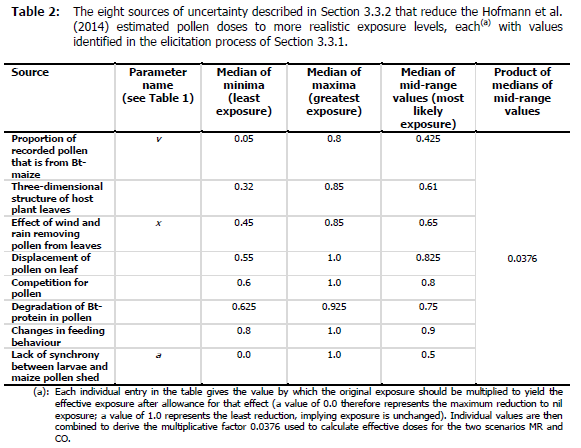 Table 2: The eight sources of uncertainty described in Section 3.3.2 that reduce the Hofmann et al.
(2014) estimated pollen doses to more realistic exposure levels, each(a) with values
identified in the elicitation process of Section 3.3.1.
Source Parameter name (see Table 1) Median of minima (least exposure) Median of maxima (greatest exposure) Median of mid-range values (most likely exposure) Product of medians of mid-range values
Proportion of recorded pollen that is from Bt-maize v 0.05 0.8 0.425 0.0376
Three-dimensional structure of host plant leaves 0.32 0.85 0.61
Effect of wind and rain removing pollen from leaves x 0.45 0.85 0.65
Displacement of pollen on leaf 0.55 1.0 0.825
Competition for pollen 0.6 1.0 0.8
Degradation of Bt-protein in pollen 0.625 0.925 0.75
Changes in feeding behaviour 0.8 1.0 0.9
Lack of synchrony between larvae and maize pollen shed a 0.0 1.0 0.5
(a): Each individual entry in the table gives the value by which the original exposure should be multiplied to yield the
effective exposure after allowance for that effect (a value of 0.0 therefore represents the maximum reduction to nil
exposure; a value of 1.0 represents the least reduction, implying exposure is unchanged). Individual values are then
combined to derive the multiplicative factor 0.0376 used to calculate effective doses for the two scenarios MR and
CO.